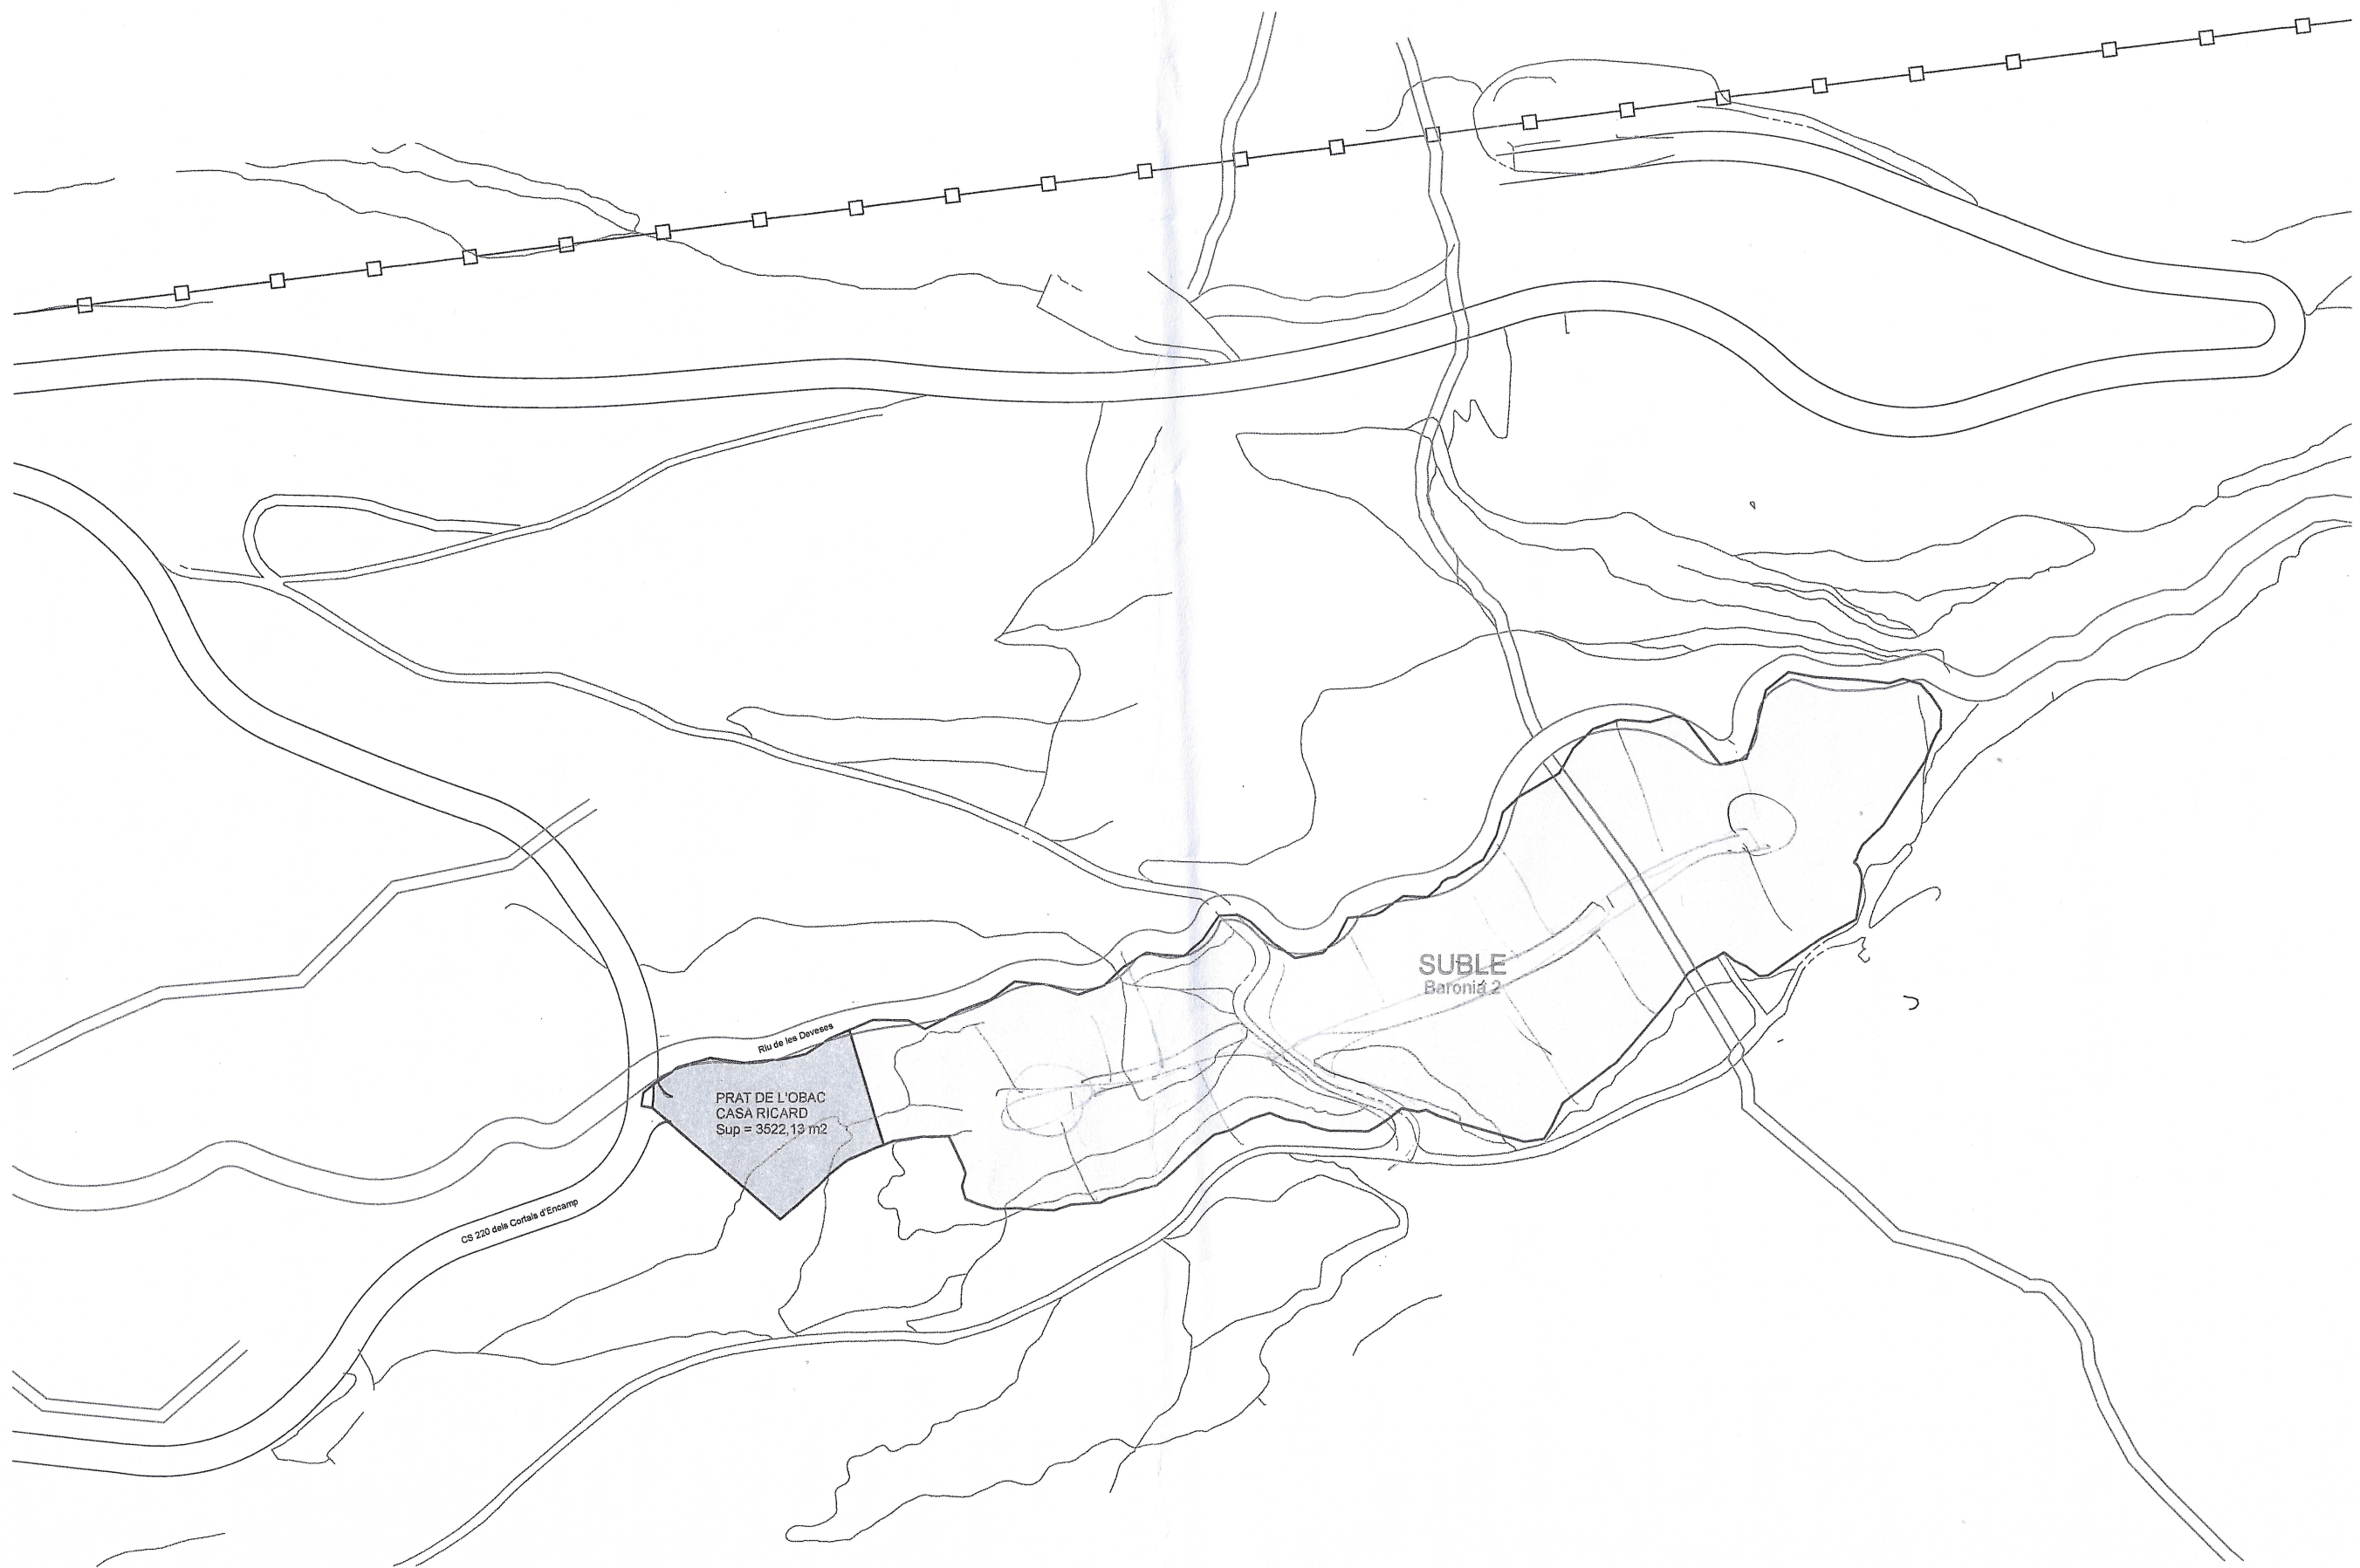 SUBLE
Baronia 2
Riu de les Deveses
PRAT DE L'OBAC
CASA RICARD
Sup = 3522,13 m2
CS 220 dels Cortals d'Encamp